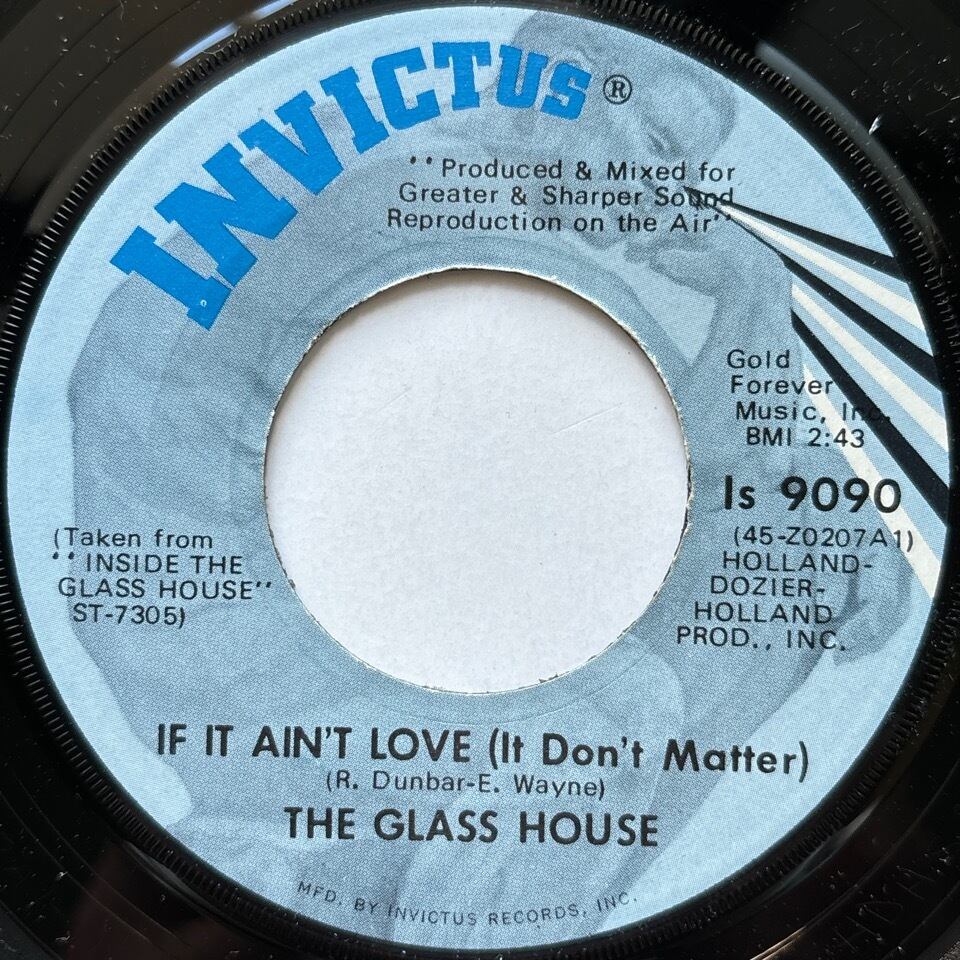 INVICTUS®
"Produced & Mixed for
Greater & Sharper Sound
Reproduction on the Air"
Gold
Forever
Music, Inc.
BMI 2:43
Is 9090
(45-Z0207A1)
HOLLAND-
DOZIER-
HOLLAND
PROD., INC.
(Taken from
"INSIDE THE
GLASS HOUSE"
ST-7305)
IF IT AIN'T LOVE (It Don't Matter)
(R. Dunbar-E. Wayne)
THE GLASS HOUSE
MFD. BY INVICTUS RECORDS, INC.